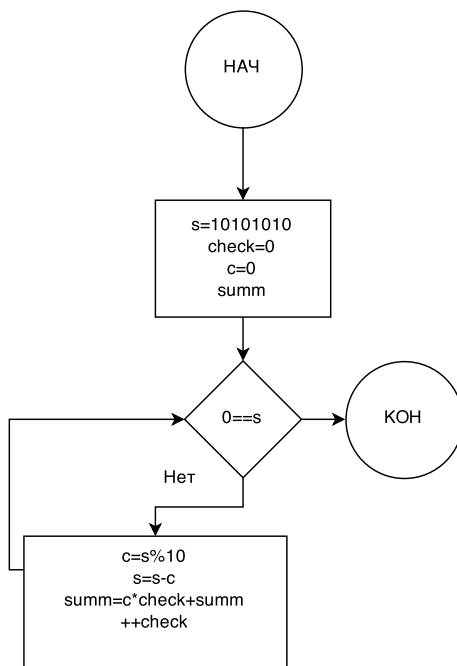 НАЧ
s=10101010
check=0
c=0
summ
0==s
КОН
Нет
c=s%10
s=s-c
summ=c*check+summ
++check